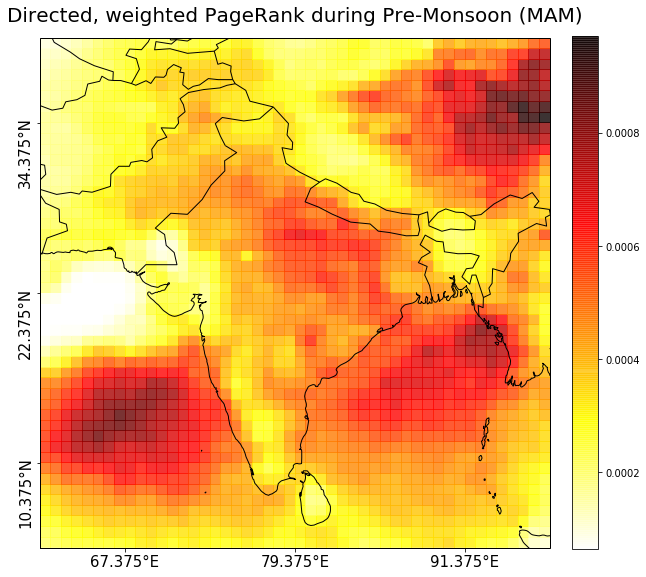 Directed, weighted PageRank during Pre-Monsoon (MAM)
34.375°N
22.375°N
10.375°N
67.375°E
79.375°E
91.375°E
0.0008
0.0006
0.0004
0.0002